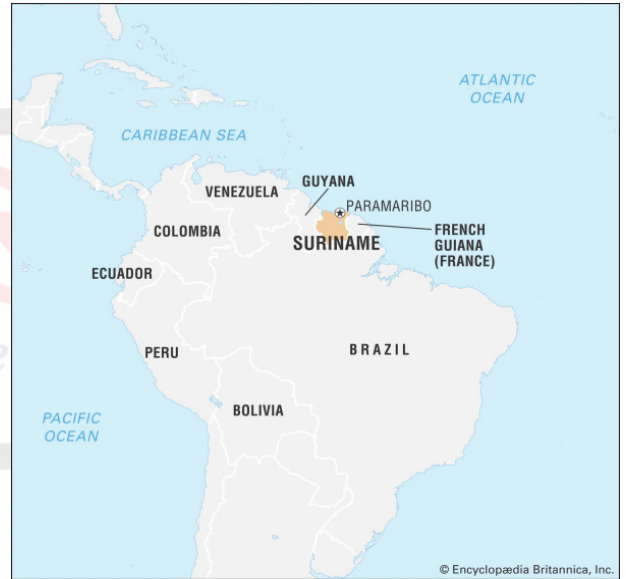 ATLANTIC
OCEAN
CARIBBEAN SEA
GUYANA
VENEZUELA
PARAMARIBO
COLOMBIA
SURINAME
FRENCH
GUIANA
(FRANCE)
ECUADOR
PERU
BRAZIL
BOLIVIA
PACIFIC
OCEAN
© Encyclopædia Britannica, Inc.